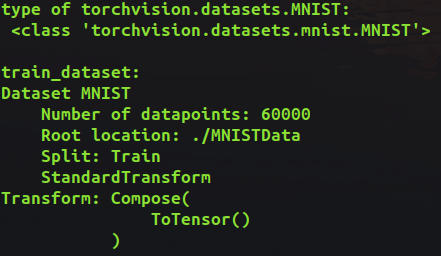 type of torchvision.datasets.MNIST:
 <class 'torchvision.datasets.mnist.MNIST'>

train_dataset:
Dataset MNIST
    Number of datapoints: 60000
    Root location: ./MNISTData
    Split: Train
    StandardTransform
Transform: Compose(
               ToTensor()
           )